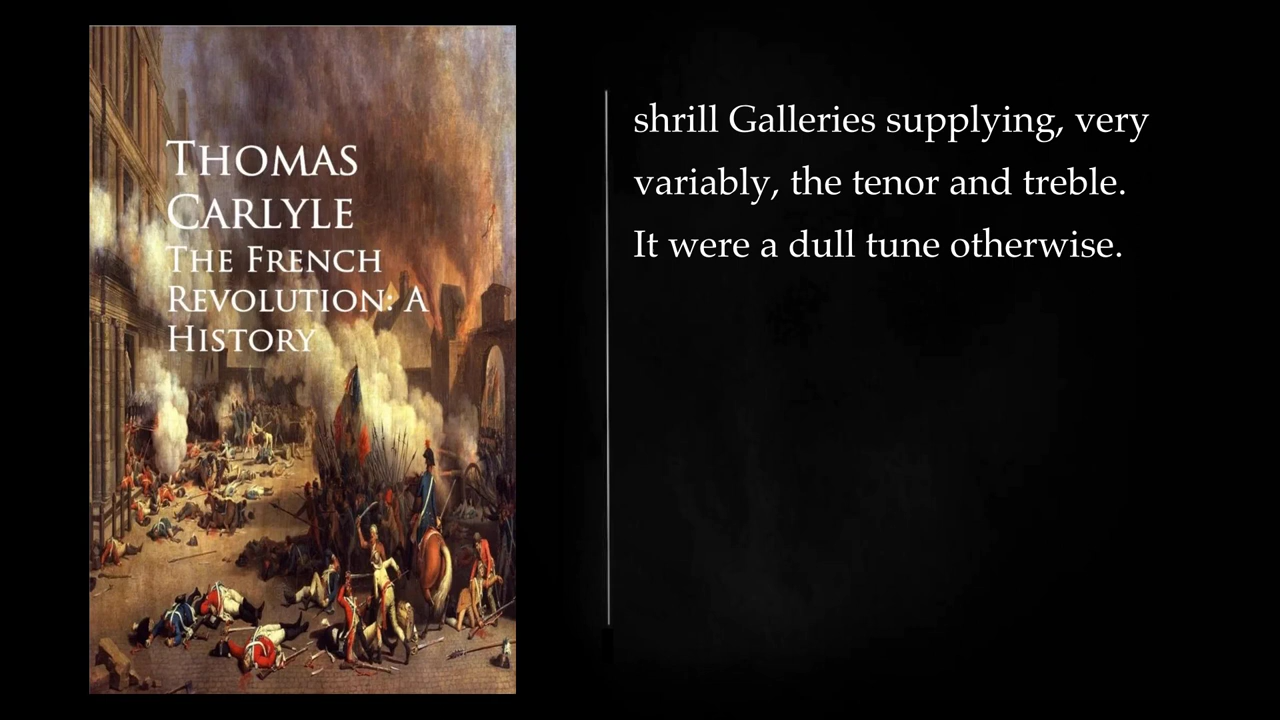 THOMAS
CARLYLE
THE FRENCH
REVOLUTION: A
HISTORY
shrill Galleries supplying, very
variably, the tenor and treble.
It were a dull tune otherwise.